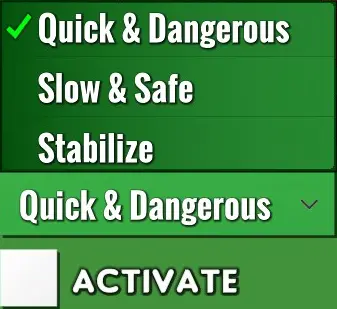 Quick & Dangerous
Slow & Safe
Stabilize
Quick & Dangerous
ACTIVATE